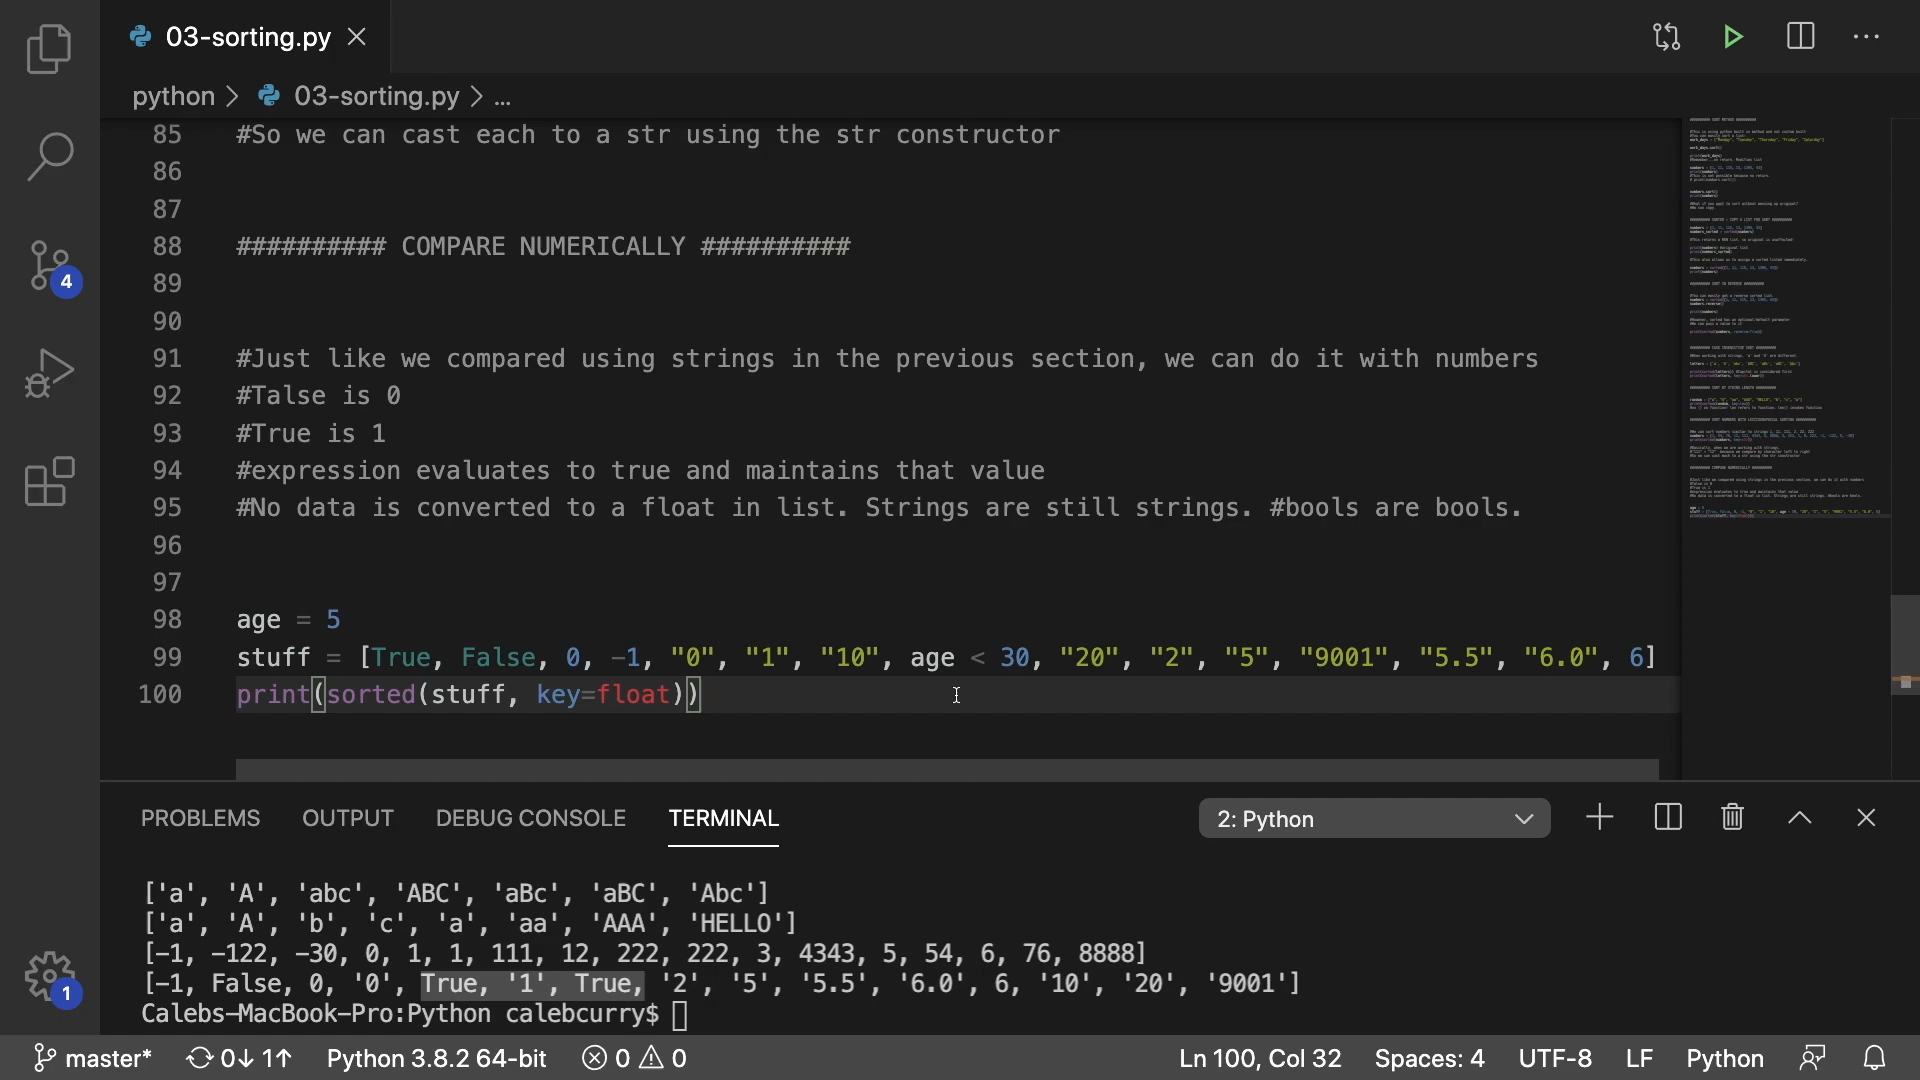 03-sorting.py
python > 03-sorting.py > ...
85 #So we can cast each to a str using the str constructor
86
87
88 ########## COMPARE NUMERICALLY ##########
89
90
91 #Just like we compared using strings in the previous section, we can do it with numbers
92 #Talse is 0
93 #True is 1
94 #expression evaluates to true and maintains that value
95 #No data is converted to a float in list. Strings are still strings. #bools are bools.
96
97
98 age = 5
99 stuff = [True, False, 0, -1, "0", "1", "10", age < 30, "20", "2", "5", "9001", "5.5", "6.0", 6]
100 print(sorted(stuff, key=float))
4
1
PROBLEMS OUTPUT DEBUG CONSOLE TERMINAL 2: Python
['a', 'A', 'abc', 'ABC', 'aBc', 'aBC', 'Abc']
['a', 'A', 'b', 'c', 'a', 'aa', 'AAA', 'HELLO']
[-1, -122, -30, 0, 1, 1, 111, 12, 222, 222, 3, 4343, 5, 54, 6, 76, 8888]
[-1, False, 0, '0', True, '1', True, '2', '5', '5.5', '6.0', 6, '10', '20', '9001']
Calebs-MacBook-Pro:Python calebcurry$
master* 0↓ 1↑ Python 3.8.2 64-bit 0 0 Ln 100, Col 32 Spaces: 4 UTF-8 LF Python